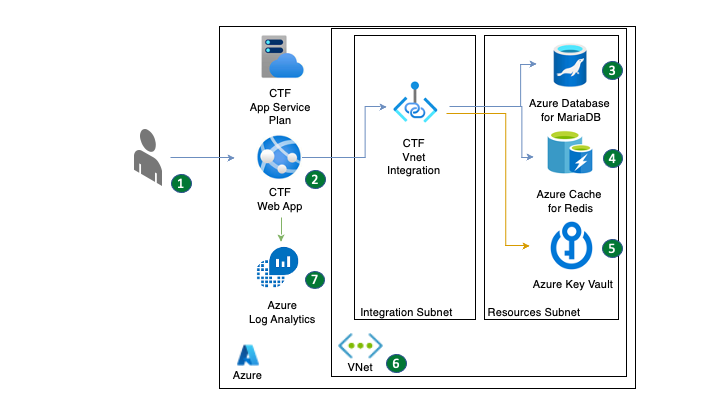 CTF
App Service
Plan
1
2
CTF
Web App
7
Azure
Log Analytics
Azure
CTF
Vnet
Integration
Integration Subnet
3
Azure Database
for MariaDB
4
Azure Cache
for Redis
5
Azure Key Vault
Resources Subnet
VNet
6